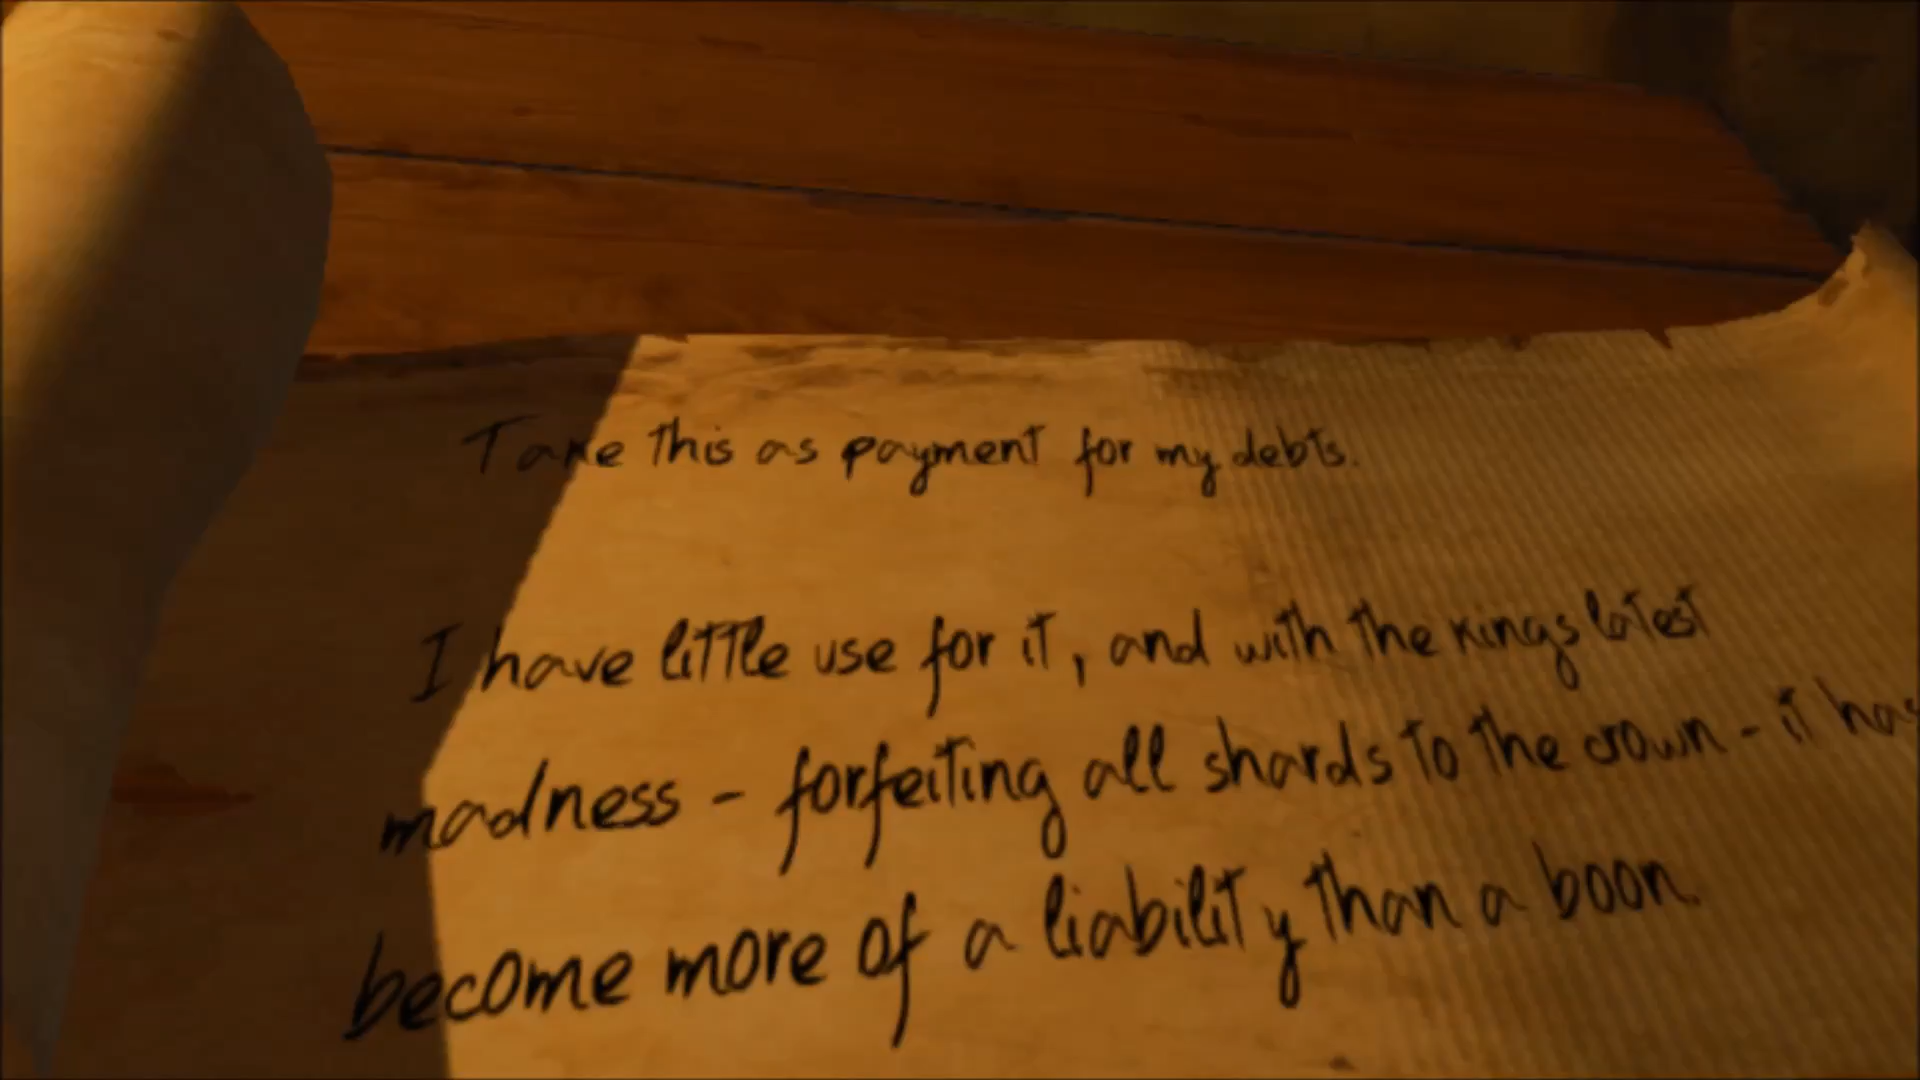 Take this as payment for my debts.
I have little use for it, and with the kings latest
madness - forfeiting all shards to the crown - it has
become more of a liability than a boon.